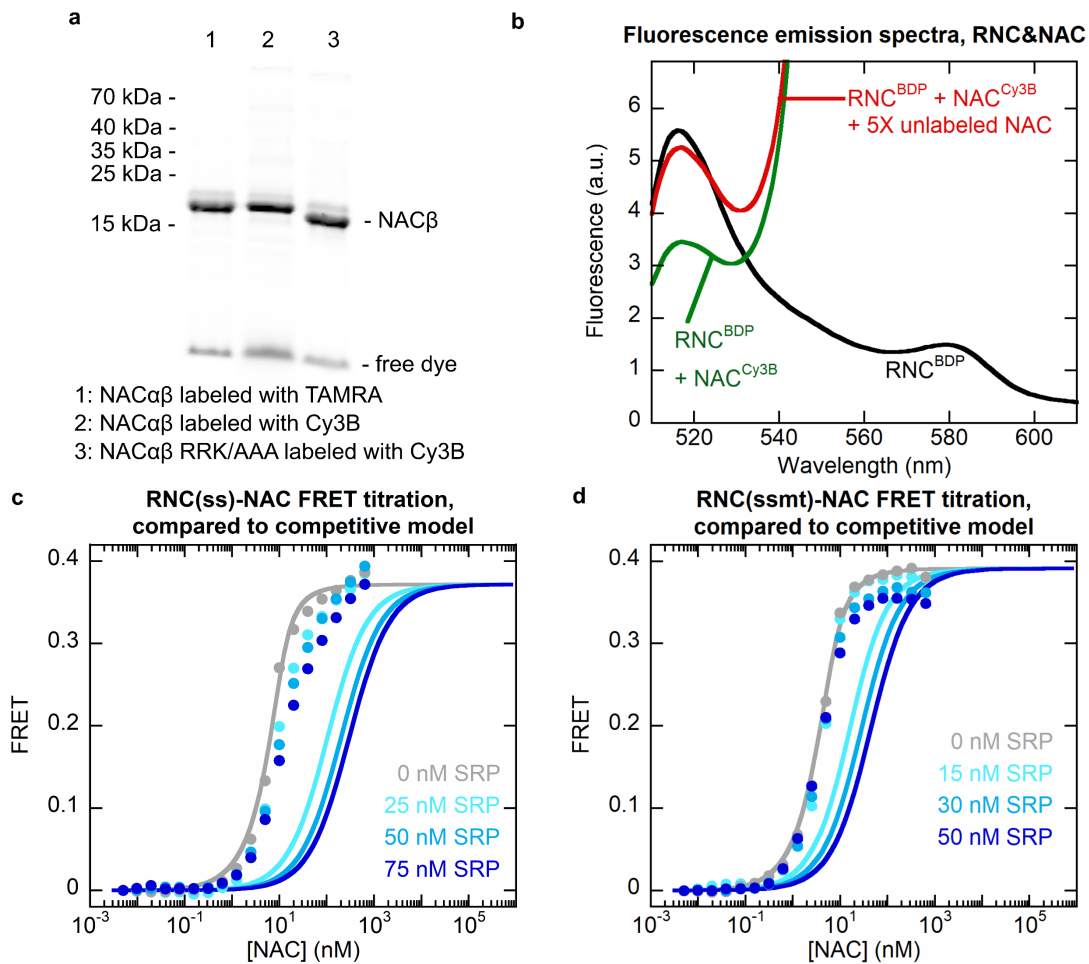 a
1 2 3
70 kDa -
40 kDa -
35 kDa -
25 kDa -
15 kDa -
- NACβ
- free dye
1: NACαβ labeled with TAMRA
2: NACαβ labeled with Cy3B
3: NACαβ RRK/AAA labeled with Cy3B
b
Fluorescence emission spectra, RNC&NAC
Fluorescence (a.u.)
6
5
4
3
2
1
0
RNC^BDP + NAC^Cy3B
+ 5X unlabeled NAC
RNC^BDP
+ NAC^Cy3B
RNC^BDP
520 540 560 580 600
Wavelength (nm)
c
RNC(ss)-NAC FRET titration,
compared to competitive model
FRET
0.4
0.3
0.2
0.1
0
0 nM SRP
25 nM SRP
50 nM SRP
75 nM SRP
10^-3 10^-1 10^1 10^3 10^5
[NAC] (nM)
d
RNC(ssmt)-NAC FRET titration,
compared to competitive model
FRET
0.4
0.3
0.2
0.1
0
0 nM SRP
15 nM SRP
30 nM SRP
50 nM SRP
10^-3 10^-1 10^1 10^3 10^5
[NAC] (nM)